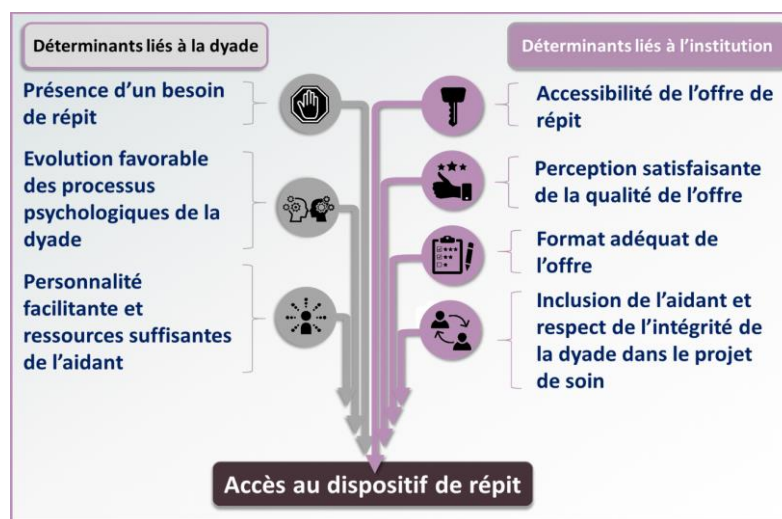 Déterminants liés à la dyade
Présence d'un besoin
de répit
Evolution favorable
des processus
psychologiques de la
dyade
Personnalité
facilitante et
ressources suffisantes
de l'aidant
Déterminants liés à l'institution
Accessibilité de l'offre de
répit
Perception satisfaisante
de la qualité de l'offre
Format adéquat de
l'offre
Inclusion de l'aidant et
respect de l'intégrité de
la dyade dans le projet
de soin
Accès au dispositif de répit